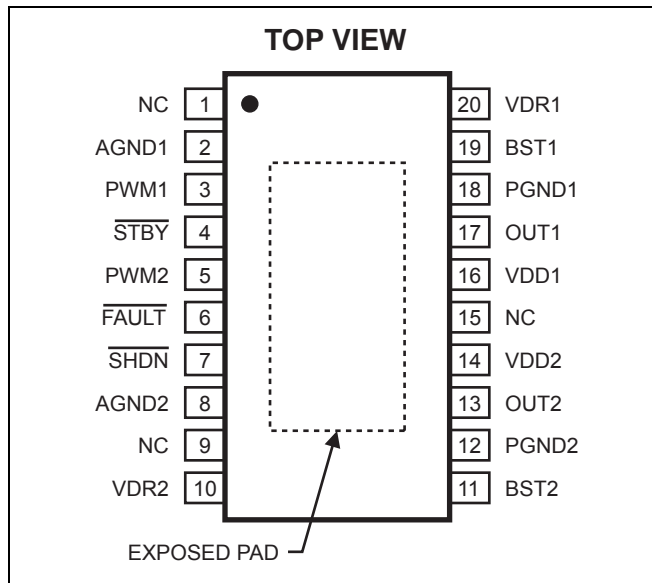 TOP VIEW
NC 1 20 VDR1
AGND1 2 19 BST1
PWM1 3 18 PGND1
STBY 4 17 OUT1
PWM2 5 16 VDD1
FAULT 6 15 NC
SHDN 7 14 VDD2
AGND2 8 13 OUT2
NC 9 12 PGND2
VDR2 10 11 BST2
EXPOSED PAD